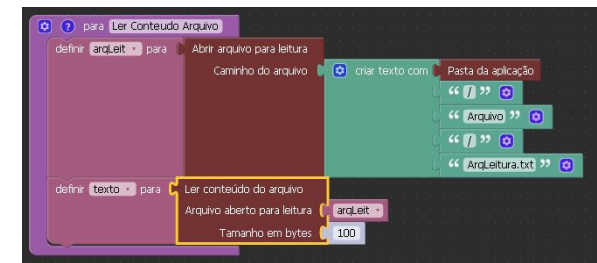 ? para Ler Conteudo Arquivo
definir arqLeit para Abrir arquivo para leitura
Caminho do arquivo criar texto com Pasta da aplicação
“ / ”
“ Arquivo ”
“ / ”
“ ArqLeitura.txt ”
definir texto para Ler conteúdo do arquivo
Arquivo aberto para leitura arqLeit
Tamanho em bytes 100